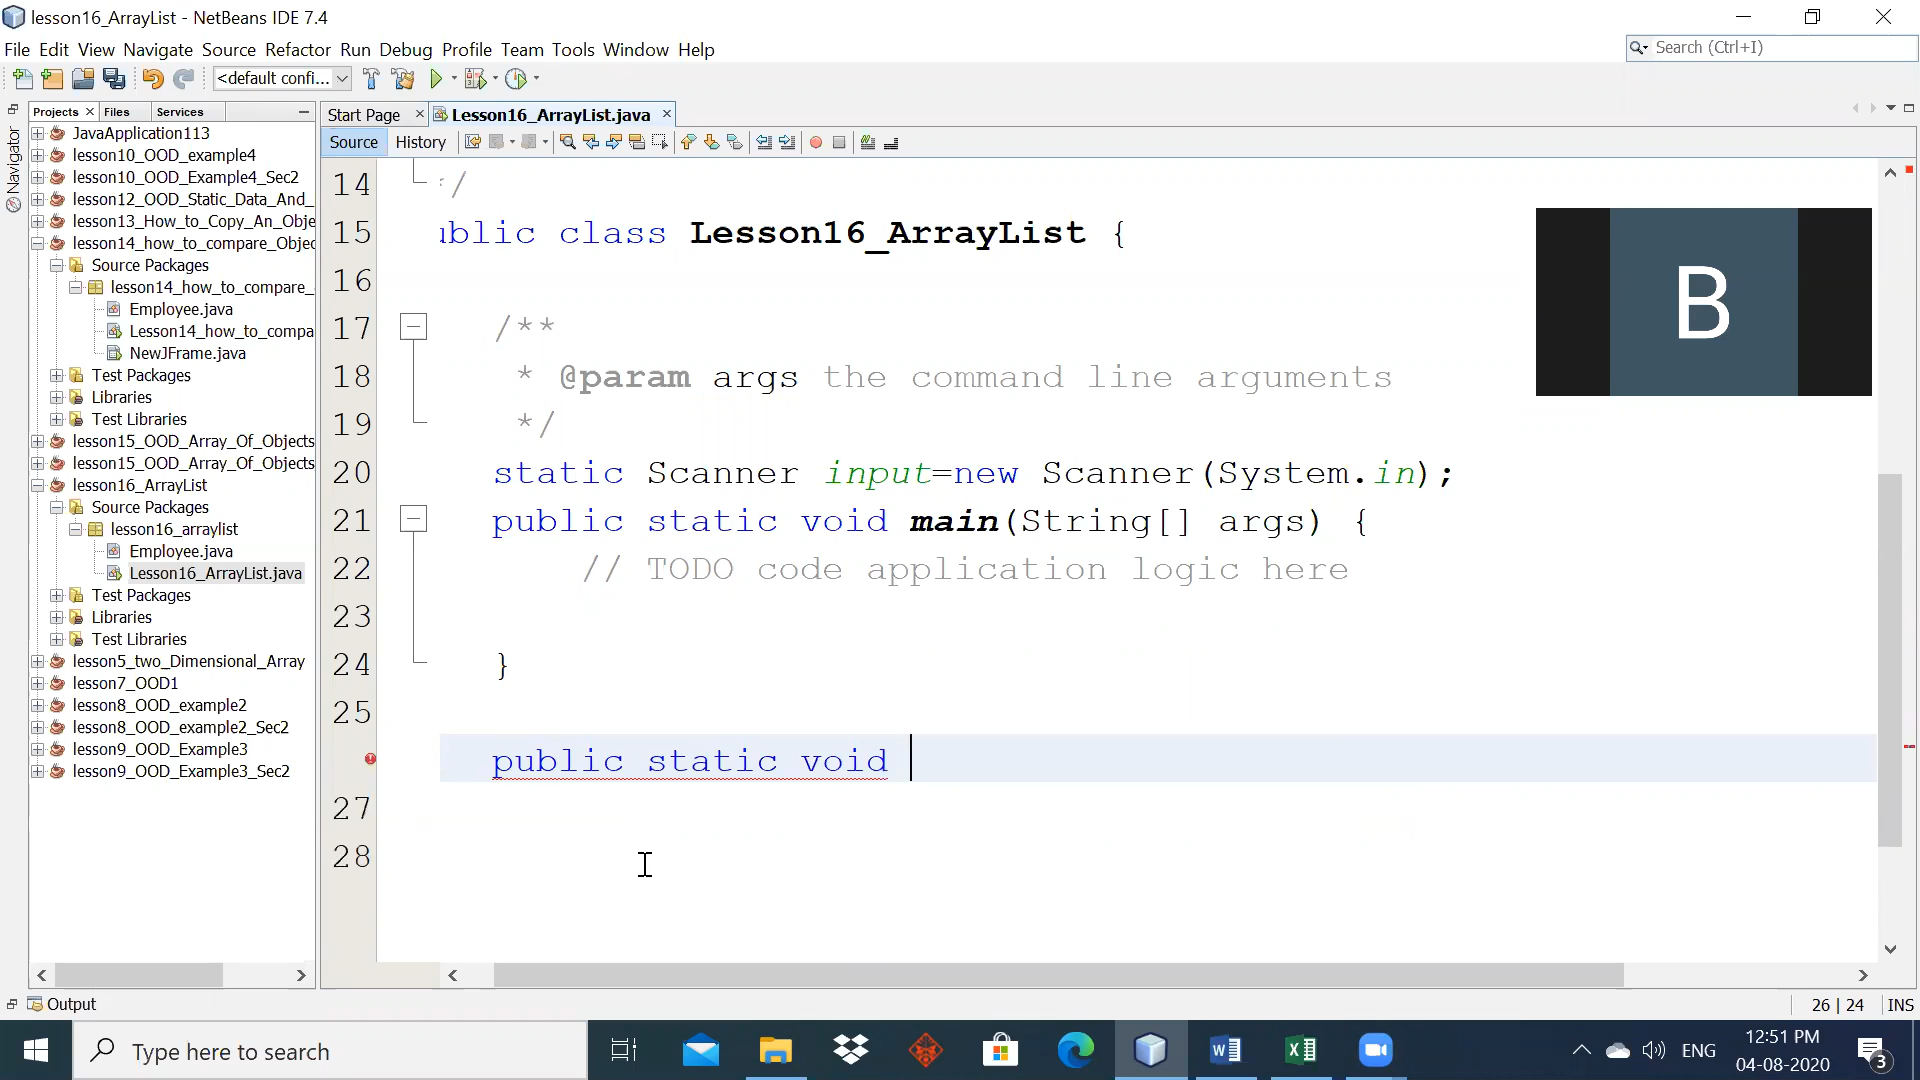 lesson16_ArrayList - NetBeans IDE 7.4
File Edit View Navigate Source Refactor Run Debug Profile Team Tools Window Help
Search (Ctrl+I)
<default confi...
Projects Files Services
Start Page Lesson16_ArrayList.java
Source History
Navigator
JavaApplication113
lesson10_OOD_example4
lesson10_OOD_Example4_Sec2
lesson12_OOD_Static_Data_And_
lesson13_How_to_Copy_An_Obje
lesson14_how_to_compare_Objec
Source Packages
lesson14_how_to_compare_
Employee.java
Lesson14_how_to_compa
NewJFrame.java
Test Packages
Libraries
Test Libraries
lesson15_OOD_Array_Of_Objects
lesson15_OOD_Array_Of_Objects
lesson16_ArrayList
Source Packages
lesson16_arraylist
Employee.java
Lesson16_ArrayList.java
Test Packages
Libraries
Test Libraries
lesson5_two_Dimensional_Array
lesson7_OOD1
lesson8_OOD_example2
lesson8_OOD_example2_Sec2
lesson9_OOD_Example3
lesson9_OOD_Example3_Sec2
14 */
15 ublic class Lesson16_ArrayList {
16
17 /**
18 * @param args the command line arguments
19 */
20 static Scanner input=new Scanner(System.in);
21 public static void main(String[] args) {
22 // TODO code application logic here
23
24 }
25
public static void
27
28
B
Output
26 | 24 INS
Type here to search
ENG
12:51 PM
04-08-2020
3